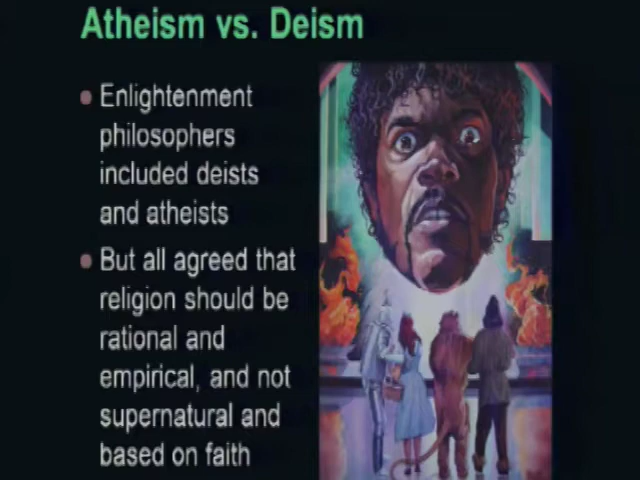 Atheism vs. Deism
Enlightenment
philosophers
included deists
and atheists
But all agreed that
religion should be
rational and
empirical, and not
supernatural and
based on faith